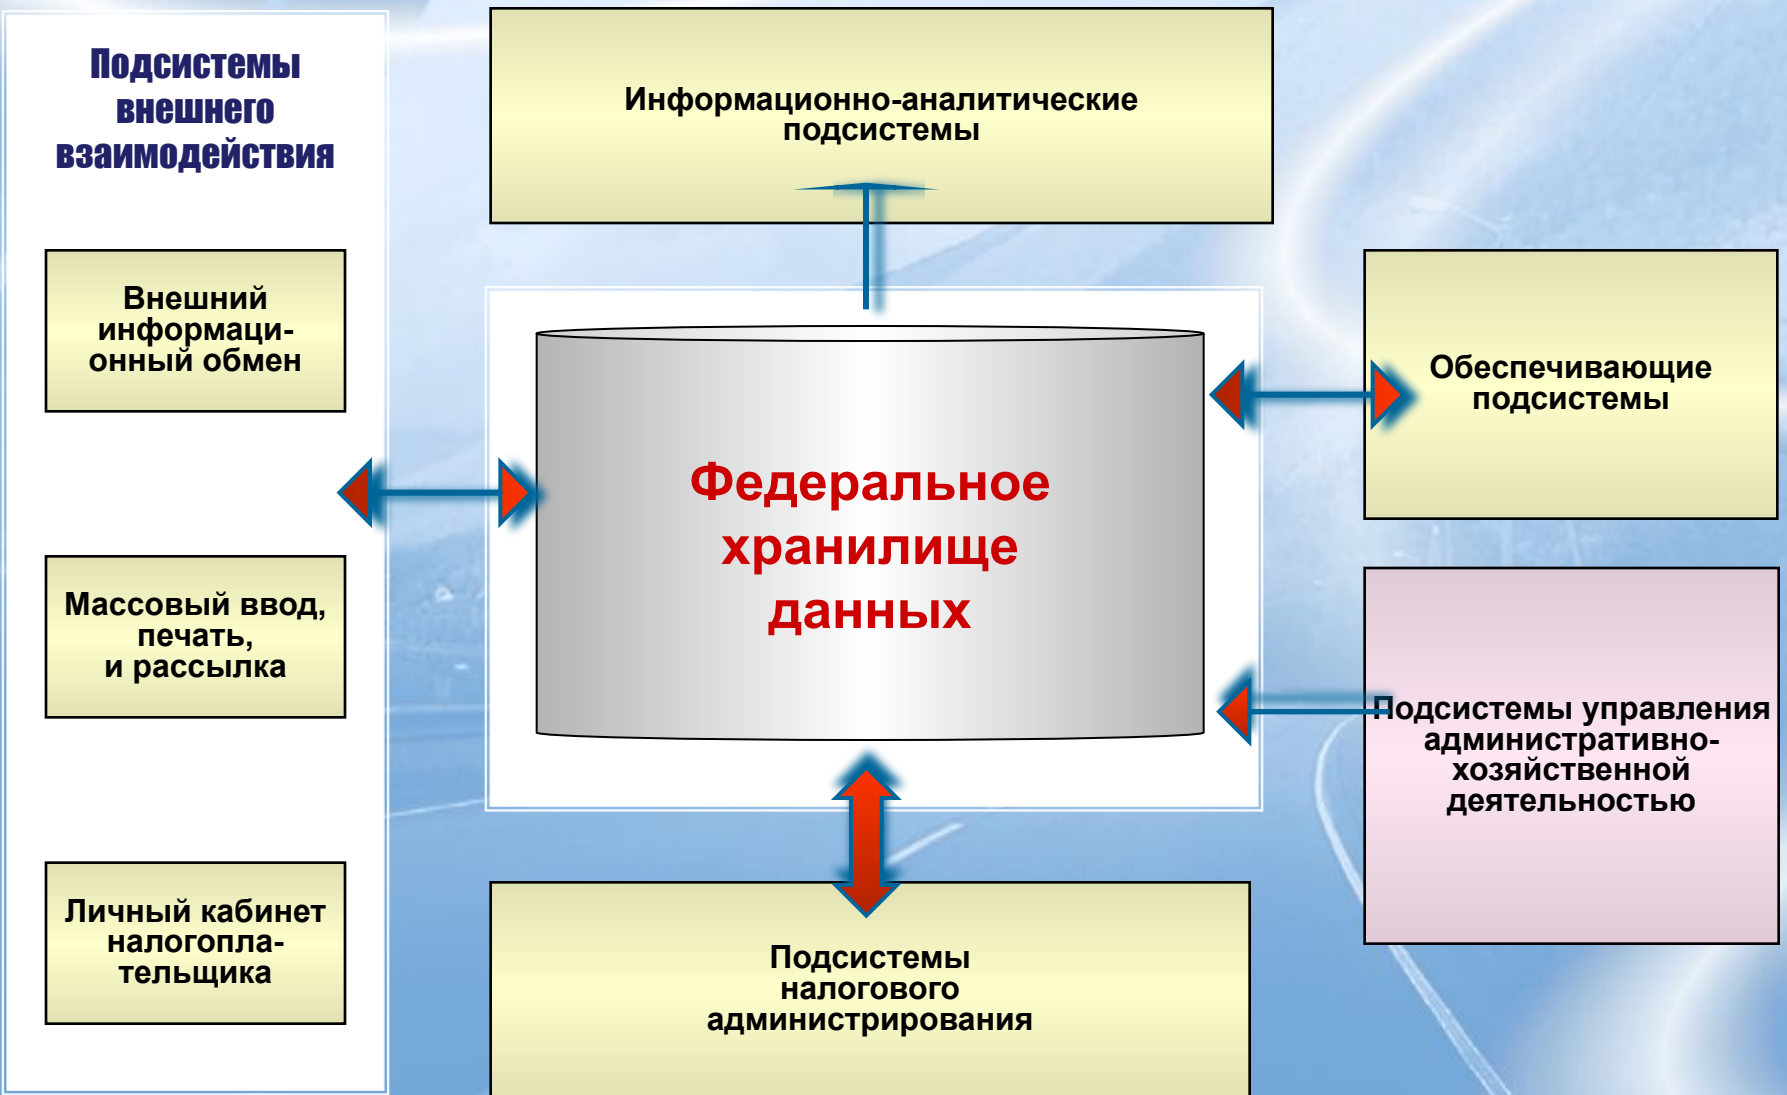 Подсистемы
внешнего
взаимодействия
Внешний
информаци-
онный обмен
Массовый ввод,
печать,
и рассылка
Личный кабинет
налогопла-
тельщика
Информационно-аналитические
подсистемы
Федеральное
хранилище
данных
Подсистемы
налогового
администрирования
Обеспечивающие
подсистемы
Подсистемы управления
административно-
хозяйственной
деятельностью